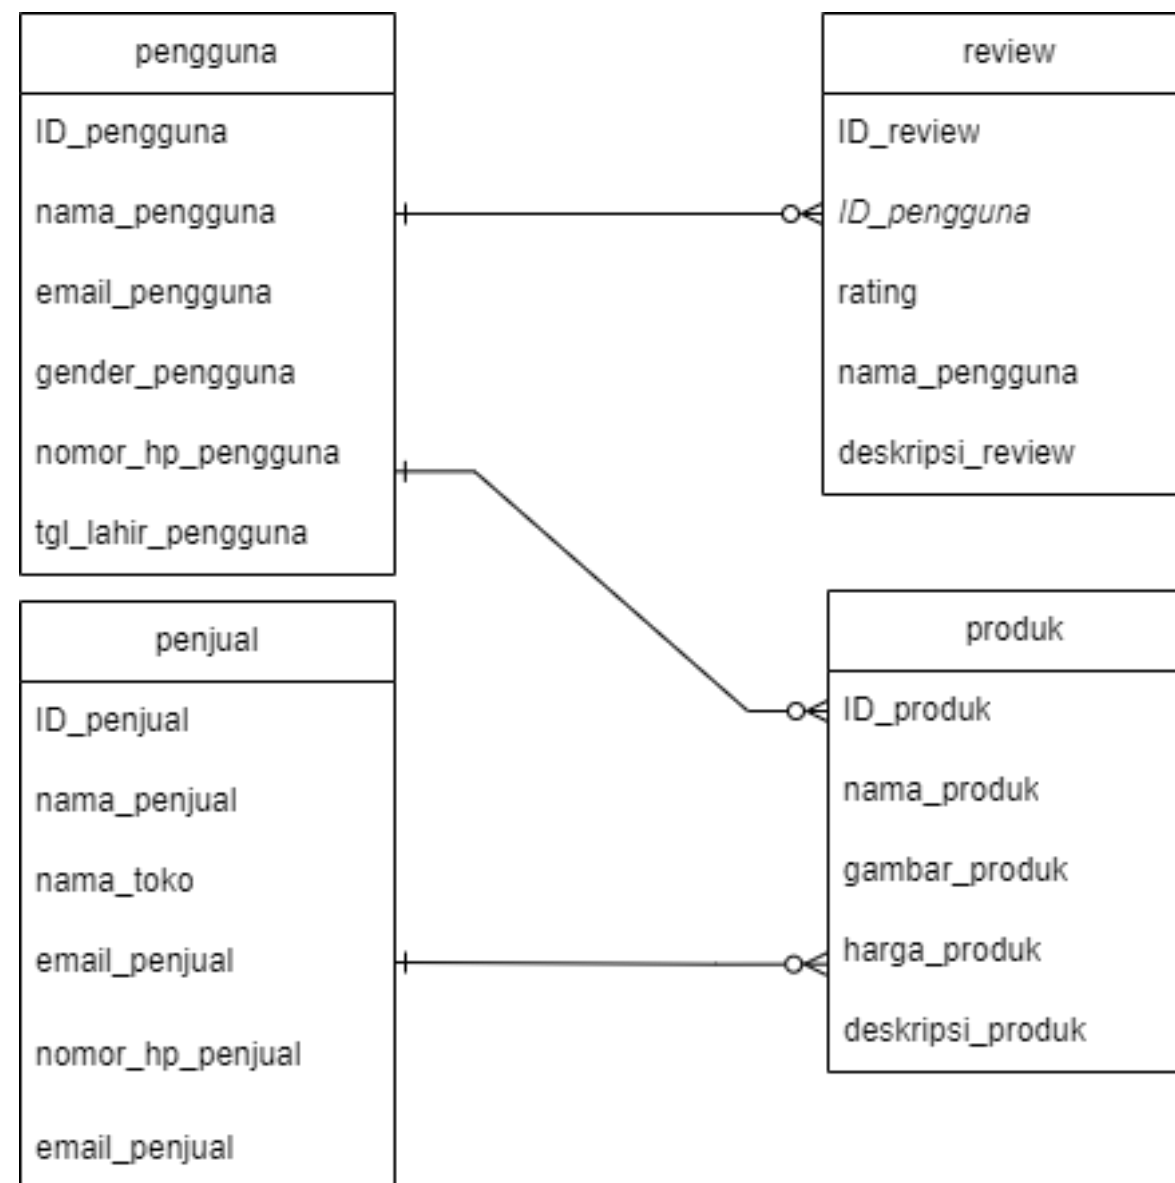 pengguna
ID_pengguna
nama_pengguna
email_pengguna
gender_pengguna
nomor_hp_pengguna
tgl_lahir_pengguna
review
ID_review
ID_pengguna
rating
nama_pengguna
deskripsi_review
penjual
ID_penjual
nama_penjual
nama_toko
email_penjual
nomor_hp_penjual
email_penjual
produk
ID_produk
nama_produk
gambar_produk
harga_produk
deskripsi_produk